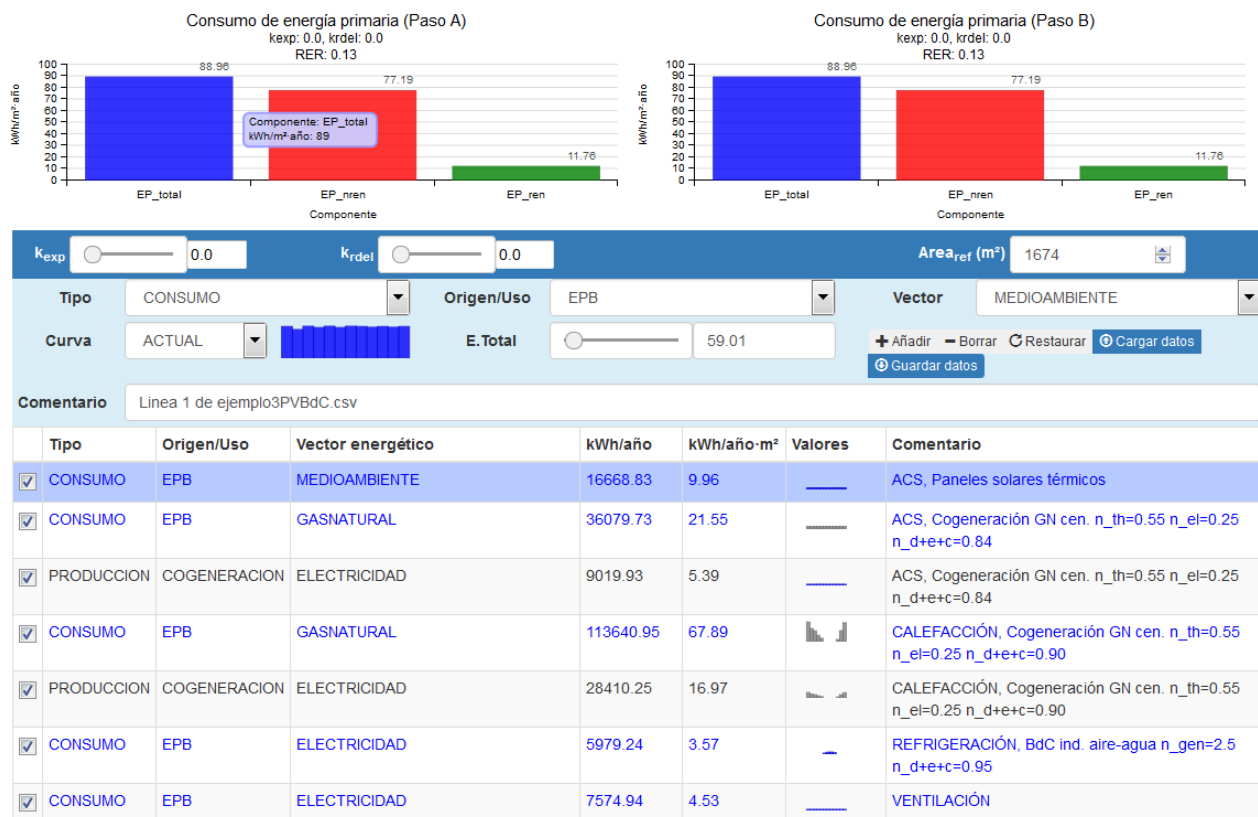 Consumo de energía primaria (Paso A)
kexp: 0.0, krdel: 0.0
RER: 0.13
kWh/m²·año
100
90
80
70
60
50
40
30
20
10
0
88.96
77.19
11.76
Componente: EP_total
kWh/m²·año: 89
EP_total EP_nren EP_ren
Componente
Consumo de energía primaria (Paso B)
kexp: 0.0, krdel: 0.0
RER: 0.13
kWh/m²·año
100
90
80
70
60
50
40
30
20
10
0
88.96
77.19
11.76
EP_total EP_nren EP_ren
Componente
kexp 0.0 krdel 0.0 Arearef (m²) 1674
Tipo CONSUMO Origen/Uso EPB Vector MEDIOAMBIENTE
Curva ACTUAL E.Total 59.01 Añadir Borrar Restaurar Cargar datos
Guardar datos
Comentario Linea 1 de ejemplo3PVBdC.csv
Tipo Origen/Uso Vector energético kWh/año kWh/año·m² Valores Comentario
CONSUMO EPB MEDIOAMBIENTE 16668.83 9.96 ACS, Paneles solares térmicos
CONSUMO EPB GASNATURAL 36079.73 21.55 ACS, Cogeneración GN cen. n_th=0.55 n_el=0.25
n_d+e+c=0.84
PRODUCCION COGENERACION ELECTRICIDAD 9019.93 5.39 ACS, Cogeneración GN cen. n_th=0.55 n_el=0.25
n_d+e+c=0.84
CONSUMO EPB GASNATURAL 113640.95 67.89 CALEFACCIÓN, Cogeneración GN cen. n_th=0.55
n_el=0.25 n_d+e+c=0.90
PRODUCCION COGENERACION ELECTRICIDAD 28410.25 16.97 CALEFACCIÓN, Cogeneración GN cen. n_th=0.55
n_el=0.25 n_d+e+c=0.90
CONSUMO EPB ELECTRICIDAD 5979.24 3.57 REFRIGERACIÓN, BdC ind. aire-agua n_gen=2.5
n_d+e+c=0.95
CONSUMO EPB ELECTRICIDAD 7574.94 4.53 VENTILACIÓN